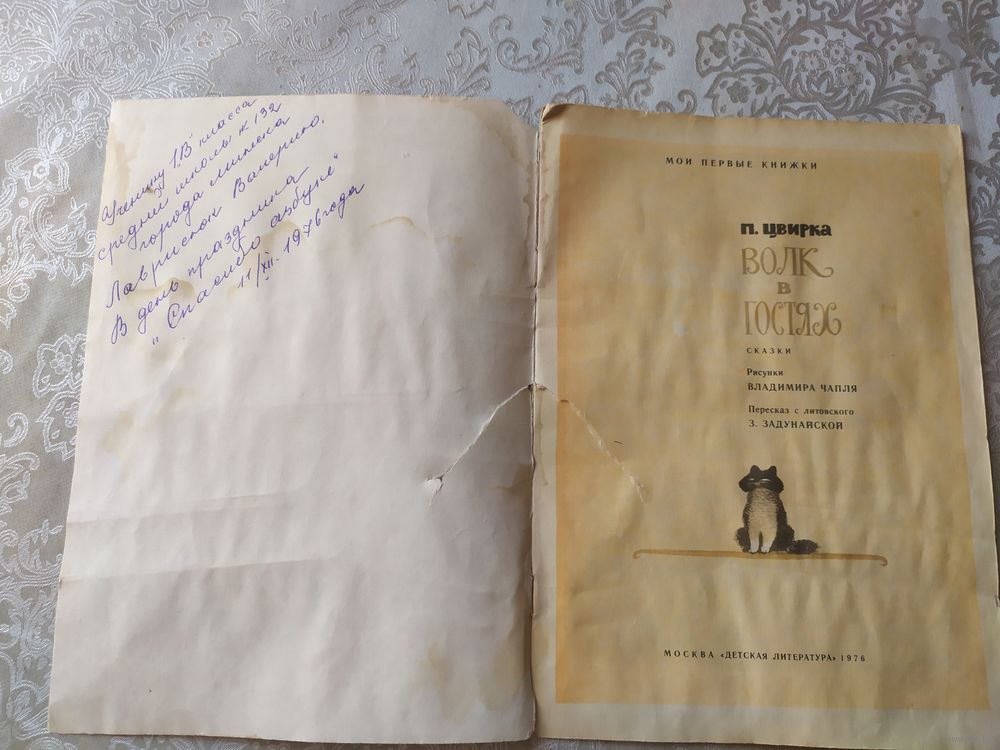 Ученику 1 "В" класса
средней школы № 132
города Минска
Лавринович Валерию.
В день праздника
"Спасибо азбуке"
11/XII. 1976 года
МОИ ПЕРВЫЕ КНИЖКИ
П. ЦВИРКА
ВОЛК
В
ГОСТЯХ
СКАЗКИ
Рисунки
ВЛАДИМИРА ЧАПЛЯ
Пересказ с литовского
З. ЗАДУНАЙСКОЙ
МОСКВА «ДЕТСКАЯ ЛИТЕРАТУРА» 1976